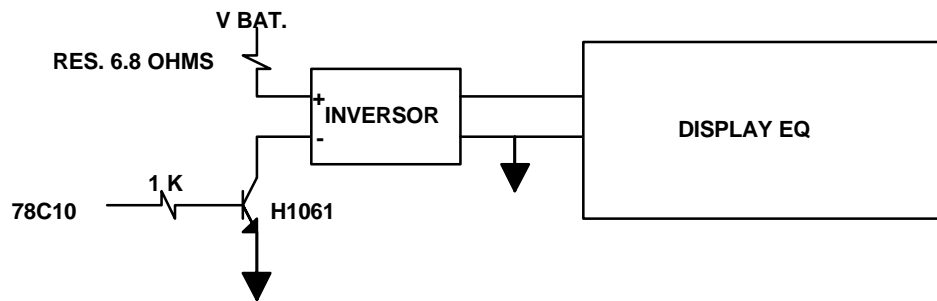 V BAT.
RES. 6.8 OHMS
+
INVERSOR
-
DISPLAY EQ
1 K
78C10
H1061